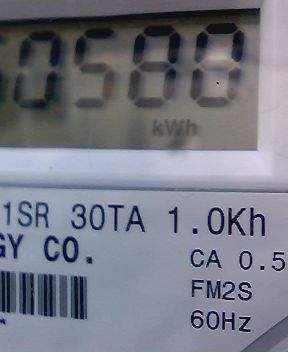 0588
kWh
1SR 30TA 1.0Kh
GY CO.
CA 0.5
FM2S
60Hz